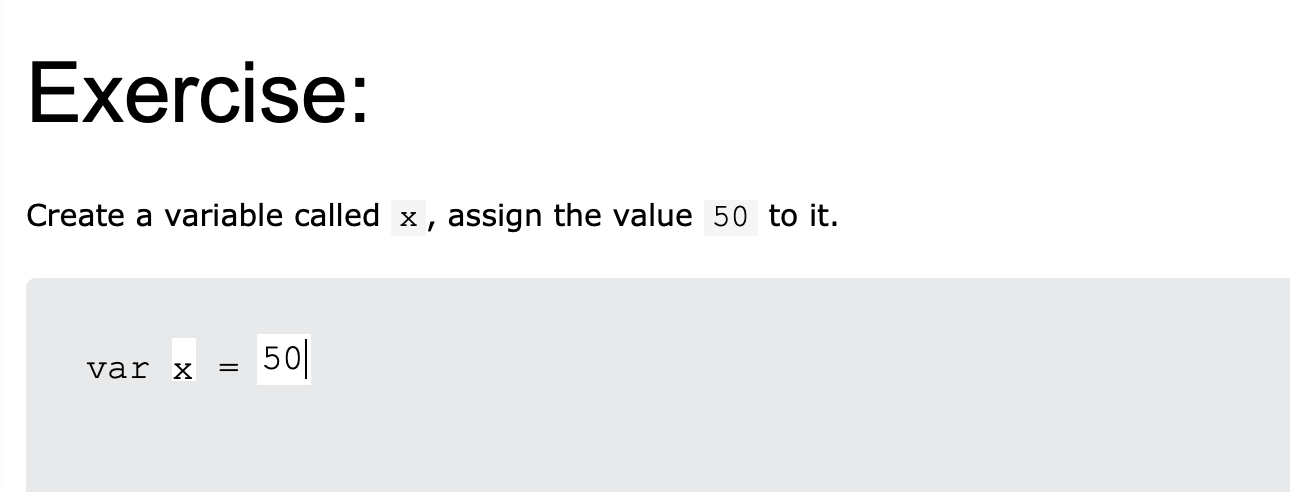 Exercise:
Create a variable called x, assign the value 50 to it.
var x = 50